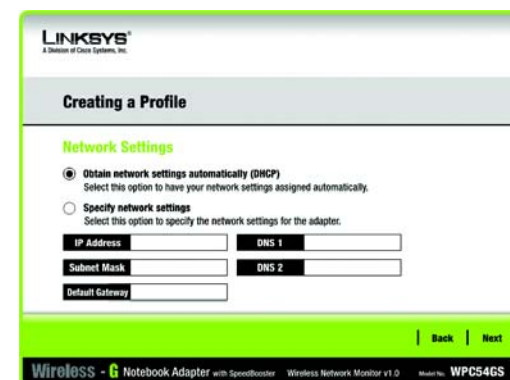 LINKSYS®
A Division of Cisco Systems, Inc.
Creating a Profile
Network Settings
Obtain network settings automatically (DHCP)
Select this option to have your network settings assigned automatically.
Specify network settings
Select this option to specify the network settings for the adapter.
IP Address DNS 1
Subnet Mask DNS 2
Default Gateway
Back Next
Wireless - G Notebook Adapter with SpeedBooster Wireless Network Monitor v1.0 Model No. WPC54GS